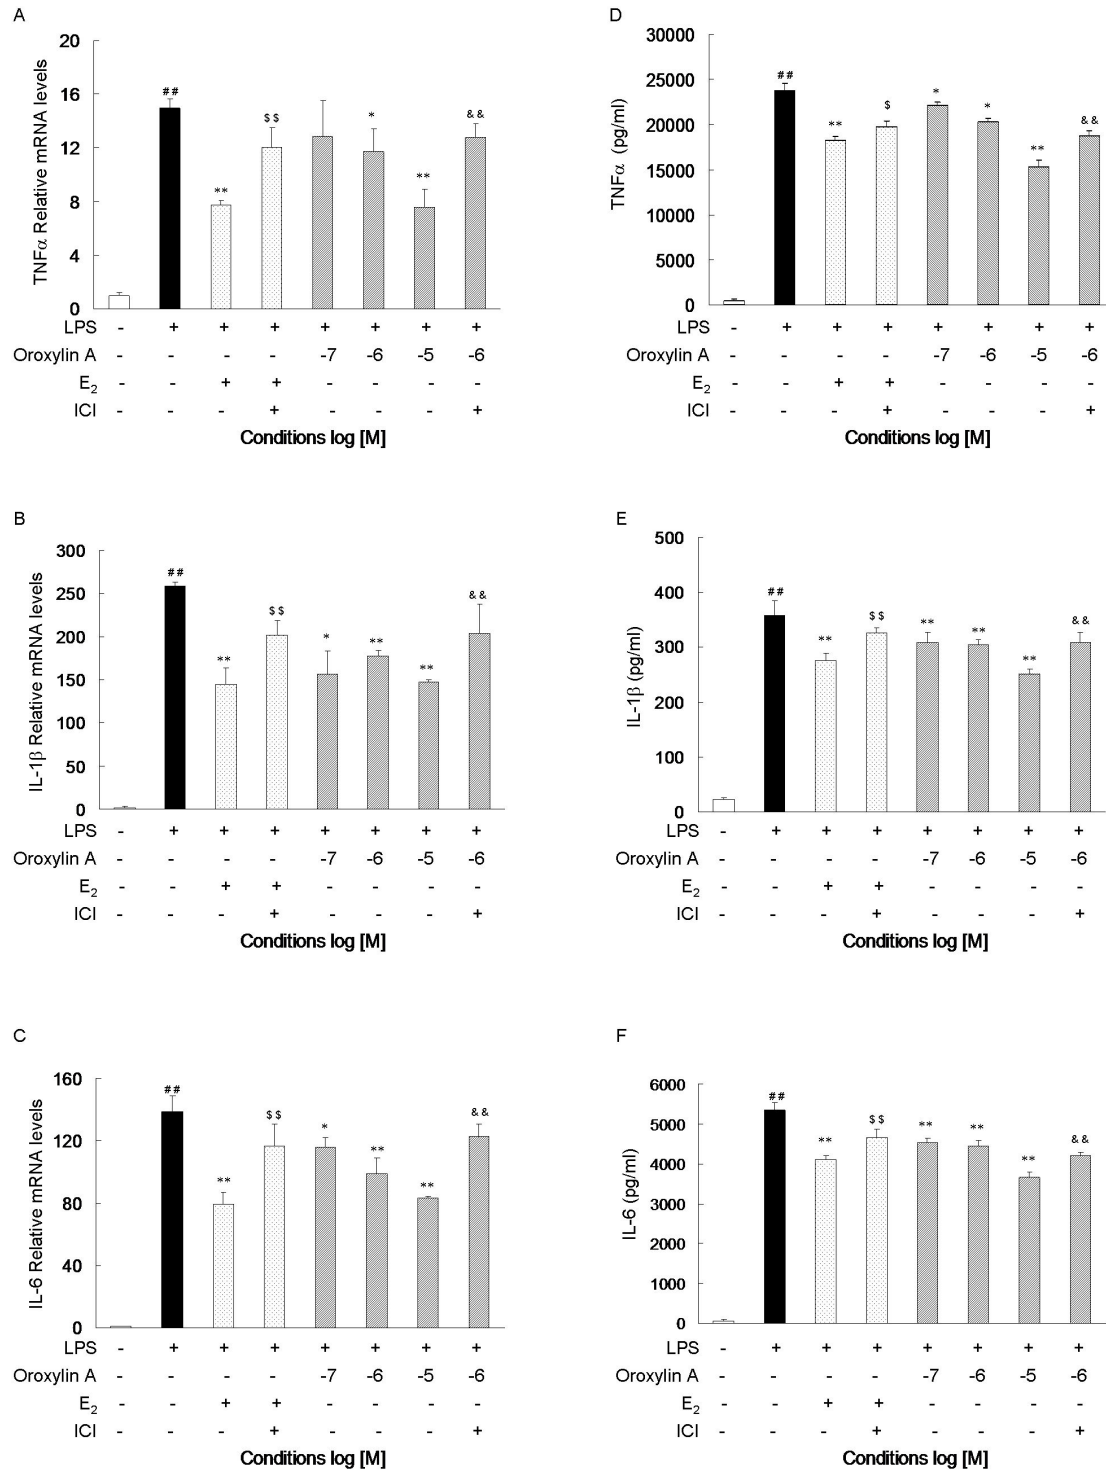 A
TNFα Relative mRNA levels
20
16
12
8
4
0
## ** $$ * ** &&
LPS - + + + + + + +
Oroxylin A - - - - -7 -6 -5 -6
E2 - - + + - - - -
ICI - - - + - - - +
Conditions log [M]
D
TNFα (pg/ml)
30000
25000
20000
15000
10000
5000
0
## ** $ * * ** &&
LPS - + + + + + + +
Oroxylin A - - - - -7 -6 -5 -6
E2 - - + + - - - -
ICI - - - + - - - +
Conditions log [M]
B
IL-1β Relative mRNA levels
300
250
200
150
100
50
0
## ** $$ * ** ** &&
LPS - + + + + + + +
Oroxylin A - - - - -7 -6 -5 -6
E2 - - + + - - - -
ICI - - - + - - - +
Conditions log [M]
E
IL-1β (pg/ml)
500
400
300
200
100
0
## ** $$ ** ** ** &&
LPS - + + + + + + +
Oroxylin A - - - - -7 -6 -5 -6
E2 - - + + - - - -
ICI - - - + - - - +
Conditions log [M]
C
IL-6 Relative mRNA levels
160
120
80
40
0
## ** $$ * ** ** &&
LPS - + + + + + + +
Oroxylin A - - - - -7 -6 -5 -6
E2 - - + + - - - -
ICI - - - + - - - +
Conditions log [M]
F
IL-6 (pg/ml)
6000
5000
4000
3000
2000
1000
0
## ** $$ ** ** ** &&
LPS - + + + + + + +
Oroxylin A - - - - -7 -6 -5 -6
E2 - - + + - - - -
ICI - - - + - - - +
Conditions log [M]